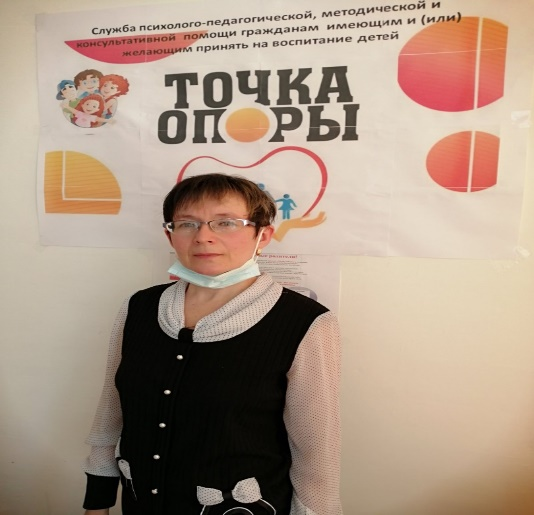 Служба психолого-педагогической, методической и
консультативной помощи гражданам имеющим и (или)
желающим принять на воспитание детей
ТОЧКА
ОПОРЫ